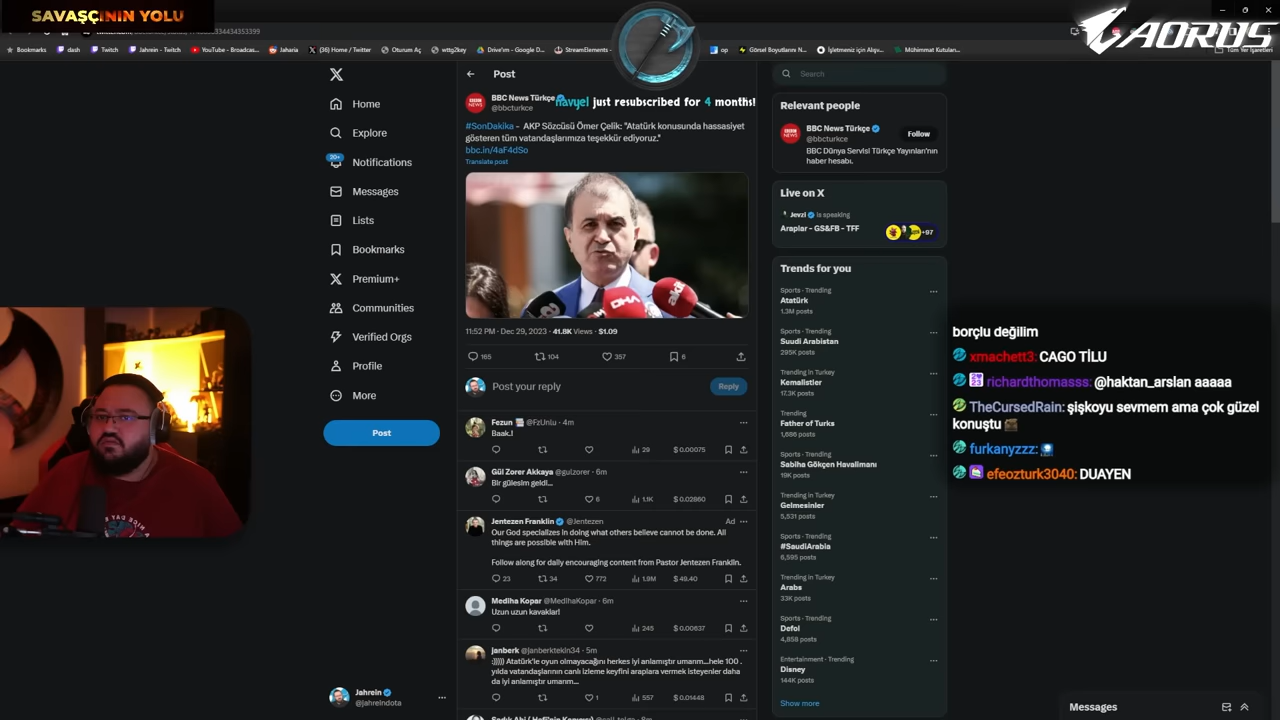 SAVAŞÇININ YOLU
AORUS
Bookmarks
dash
Twitch
Jahrein - Twitch
YouTube - Broadcas...
Jaharia
(36) Home / Twitter
Oturum Aç
wttg2key
Drive'ım - Google D...
StreamElements -
op
Görsel Boyutlarını N...
İşletmeniz için Alışv...
Mühimmat Kutuları...
Tüm Yer İşaretleri
Home
Explore
20+
Notifications
Messages
Lists
Bookmarks
Premium+
Communities
Verified Orgs
Profile
More
Post
Jahrein
@jahreindota
Post
BBC News Türkçe
@bbcturkce
navyel just resubscribed for 4 months!
#SonDakika - AKP Sözcüsü Ömer Çelik: "Atatürk konusunda hassasiyet
gösteren tüm vatandaşlarımıza teşekkür ediyoruz."
bbc.in/4aF4dSo
Translate post
DHA
11:52 PM · Dec 29, 2023 · 41.8K Views · $1.09
165
104
357
6
Post your reply
Reply
Fezun @FzUnlu · 4m
Baak.!
29
$ 0.00075
Gül Zorer Akkaya @gulzorer · 6m
Bir gülesim geldi...
6
1.1K
$ 0.02860
Jentezen Franklin @Jentezen
Ad
Our God specializes in doing what others believe cannot be done. All
things are possible with Him.
Follow along for daily encouraging content from Pastor Jentezen Franklin.
23
34
772
1.9M
$ 49.40
Mediha Kopar @MedihaKopar · 6m
Uzun uzun kavaklar!
245
$ 0.00637
janberk @janberktekin34 · 5m
:))))) Atatürk'le oyun olmayacağını herkes iyi anlamıştır umarım...hele 100 .
yılda vatandaşlarının canlı izleme keyfini araplara vermek isteyenler daha
da iyi anlamıştır umarım...
1
557
$ 0.01448
Search
Relevant people
BBC News Türkçe
@bbcturkce
Follow
BBC Dünya Servisi Türkçe Yayınları'nın
haber hesabı.
Live on X
Jevzi is speaking
Araplar - GS&FB - TFF
+97
Trends for you
Sports · Trending
Atatürk
1.3M posts
Sports · Trending
Suudi Arabistan
295K posts
Trending in Turkey
Kemalistler
17.3K posts
Trending
Father of Turks
1,686 posts
Sports · Trending
Sabiha Gökçen Havalimanı
19K posts
Trending in Turkey
Gelmesinler
5,531 posts
Sports · Trending
#SaudiArabia
6,595 posts
Trending in Turkey
Arabs
33K posts
Sports · Trending
Defol
4,858 posts
Entertainment · Trending
Disney
144K posts
Show more
borçlu değilim
xmachett3: CAGO TİLU
richardthomasss: @haktan_arslan aaaaa
TheCursedRain: şişkoyu sevmem ama çok güzel
konuştu
furkanyzzz:
efeozturk3040: DUAYEN
Messages